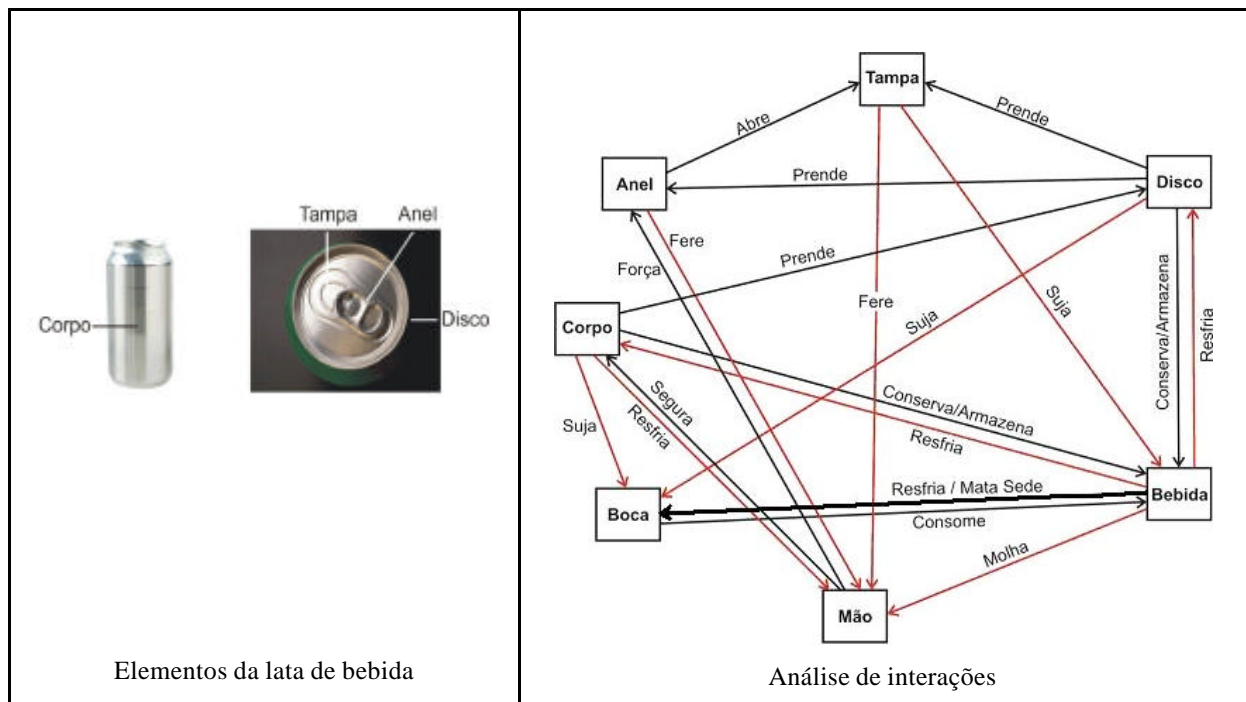 Tampa Anel
Corpo
Disco
Elementos da lata de bebida
Tampa
Abre
Prende
Anel
Prende
Disco
Fere
Força
Prende
Fere
Suja
Suja
Conserva/Armazena
Resfria
Corpo
Segura
Resfria
Suja
Conserva/Armazena
Resfria
Resfria / Mata Sede
Bebida
Boca
Consome
Molha
Mão
Análise de interações